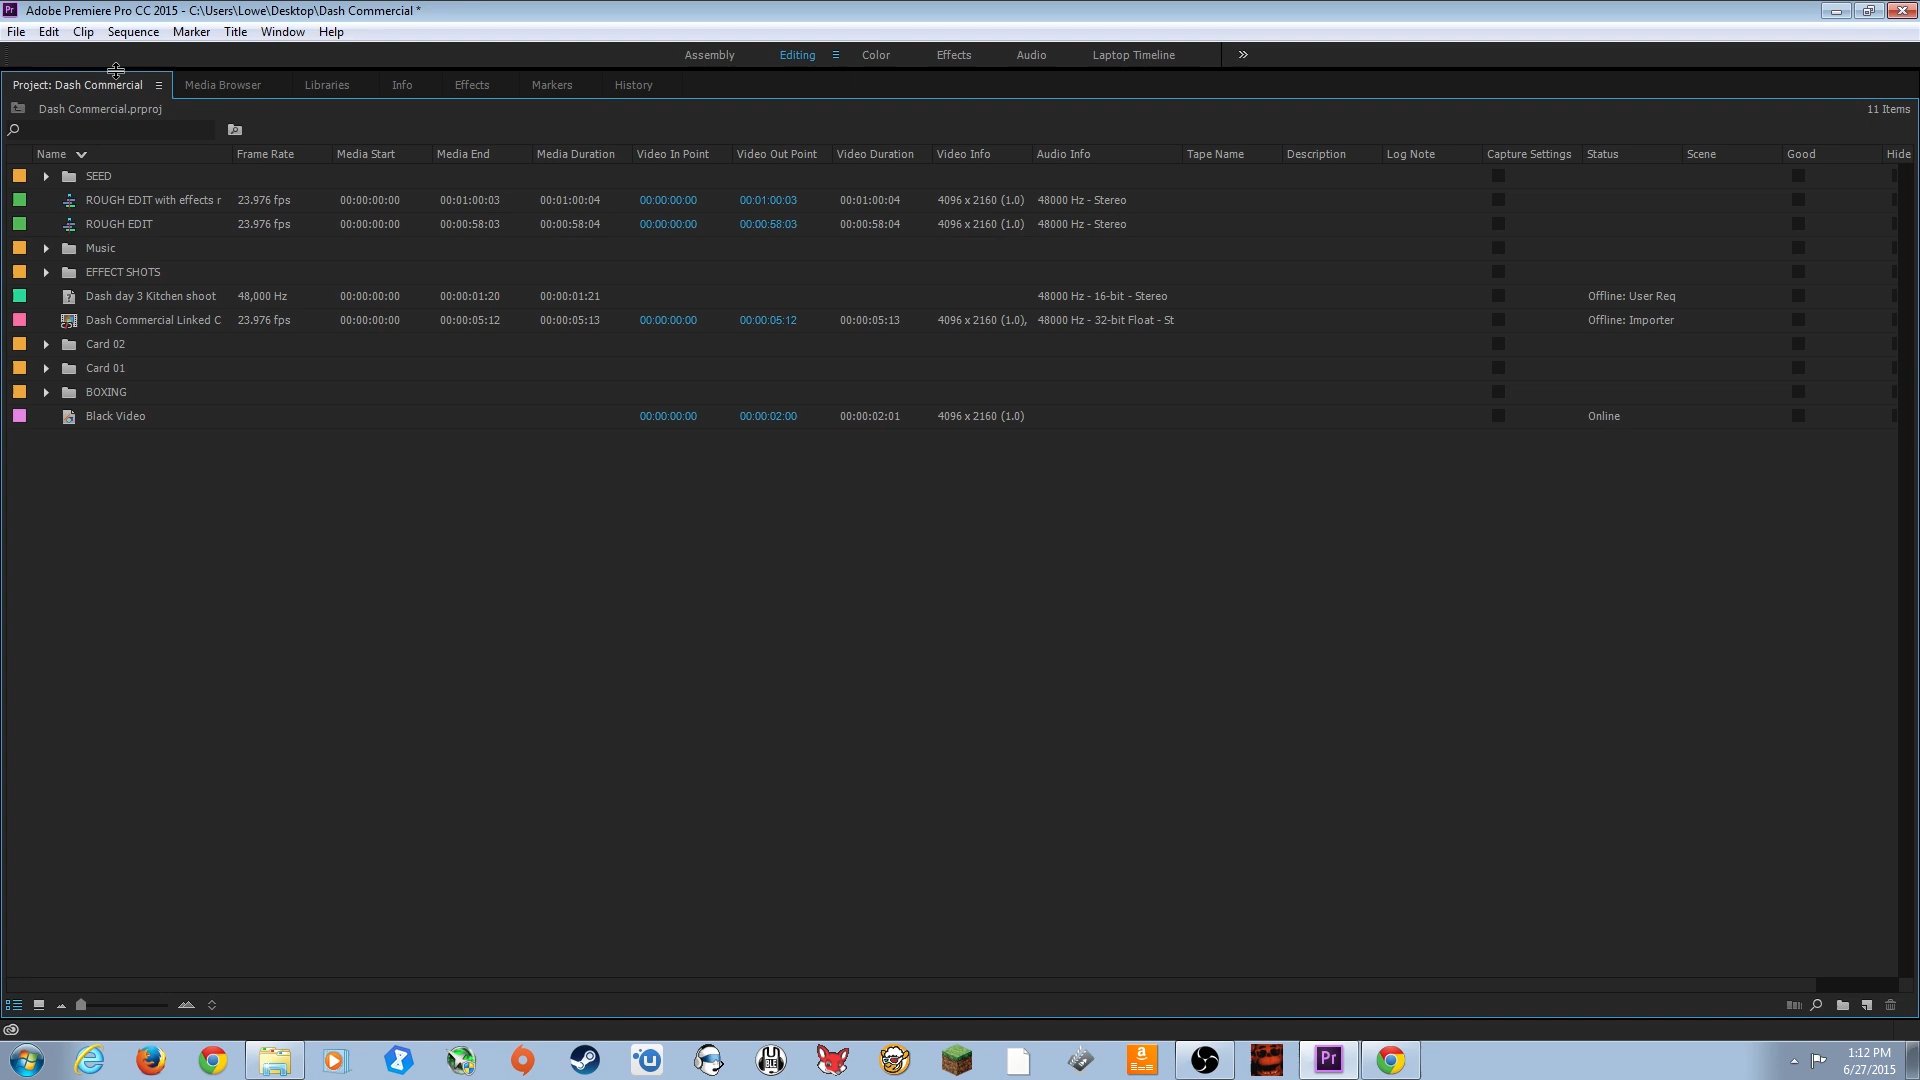 Adobe Premiere Pro CC 2015 - C:\Users\Lowe\Desktop\Dash Commercial *
File Edit Clip Sequence Marker Title Window Help
Assembly Editing Color Effects Audio Laptop Timeline
Project: Dash Commercial Media Browser Libraries Info Effects Markers History
Dash Commercial.prproj 11 Items
Name Frame Rate Media Start Media End Media Duration Video In Point Video Out Point Video Duration Video Info Audio Info Tape Name Description Log Note Capture Settings Status Scene Good Hide
SEED
ROUGH EDIT with effects r 23.976 fps 00:00:00:00 00:01:00:03 00:01:00:04 00:00:00:00 00:01:00:03 00:01:00:04 4096 x 2160 (1.0) 48000 Hz - Stereo
ROUGH EDIT 23.976 fps 00:00:00:00 00:00:58:03 00:00:58:04 00:00:00:00 00:00:58:03 00:00:58:04 4096 x 2160 (1.0) 48000 Hz - Stereo
Music
EFFECT SHOTS
Dash day 3 Kitchen shoot 48,000 Hz 00:00:00:00 00:00:01:20 00:00:01:21 48000 Hz - 16-bit - Stereo Offline: User Req
Dash Commercial Linked C 23.976 fps 00:00:00:00 00:00:05:12 00:00:05:13 00:00:00:00 00:00:05:12 00:00:05:13 4096 x 2160 (1.0), 48000 Hz - 32-bit Float - St Offline: Importer
Card 02
Card 01
BOXING
Black Video 00:00:00:00 00:00:02:00 00:00:02:01 4096 x 2160 (1.0) Online
1:12 PM
6/27/2015